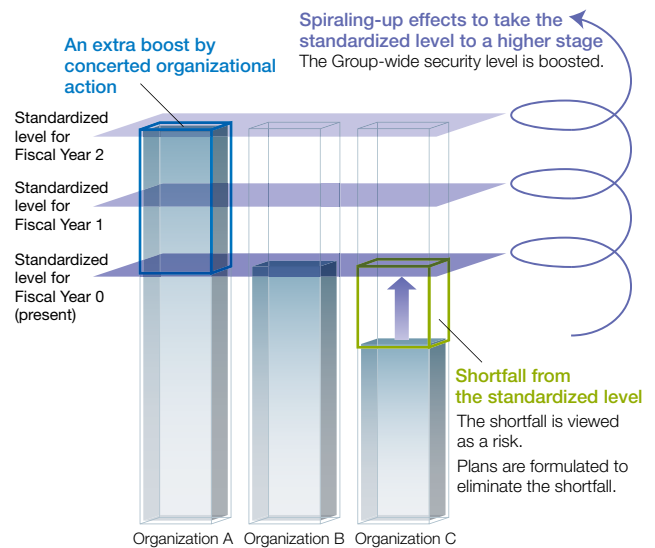 Spiraling-up effects to take the
standardized level to a higher stage
The Group-wide security level is boosted.
An extra boost by
concerted organizational
action
Standardized
level for
Fiscal Year 2
Standardized
level for
Fiscal Year 1
Standardized
level for
Fiscal Year 0
(present)
Shortfall from
the standardized level
The shortfall is viewed
as a risk.
Plans are formulated to
eliminate the shortfall.
Organization A
Organization B
Organization C